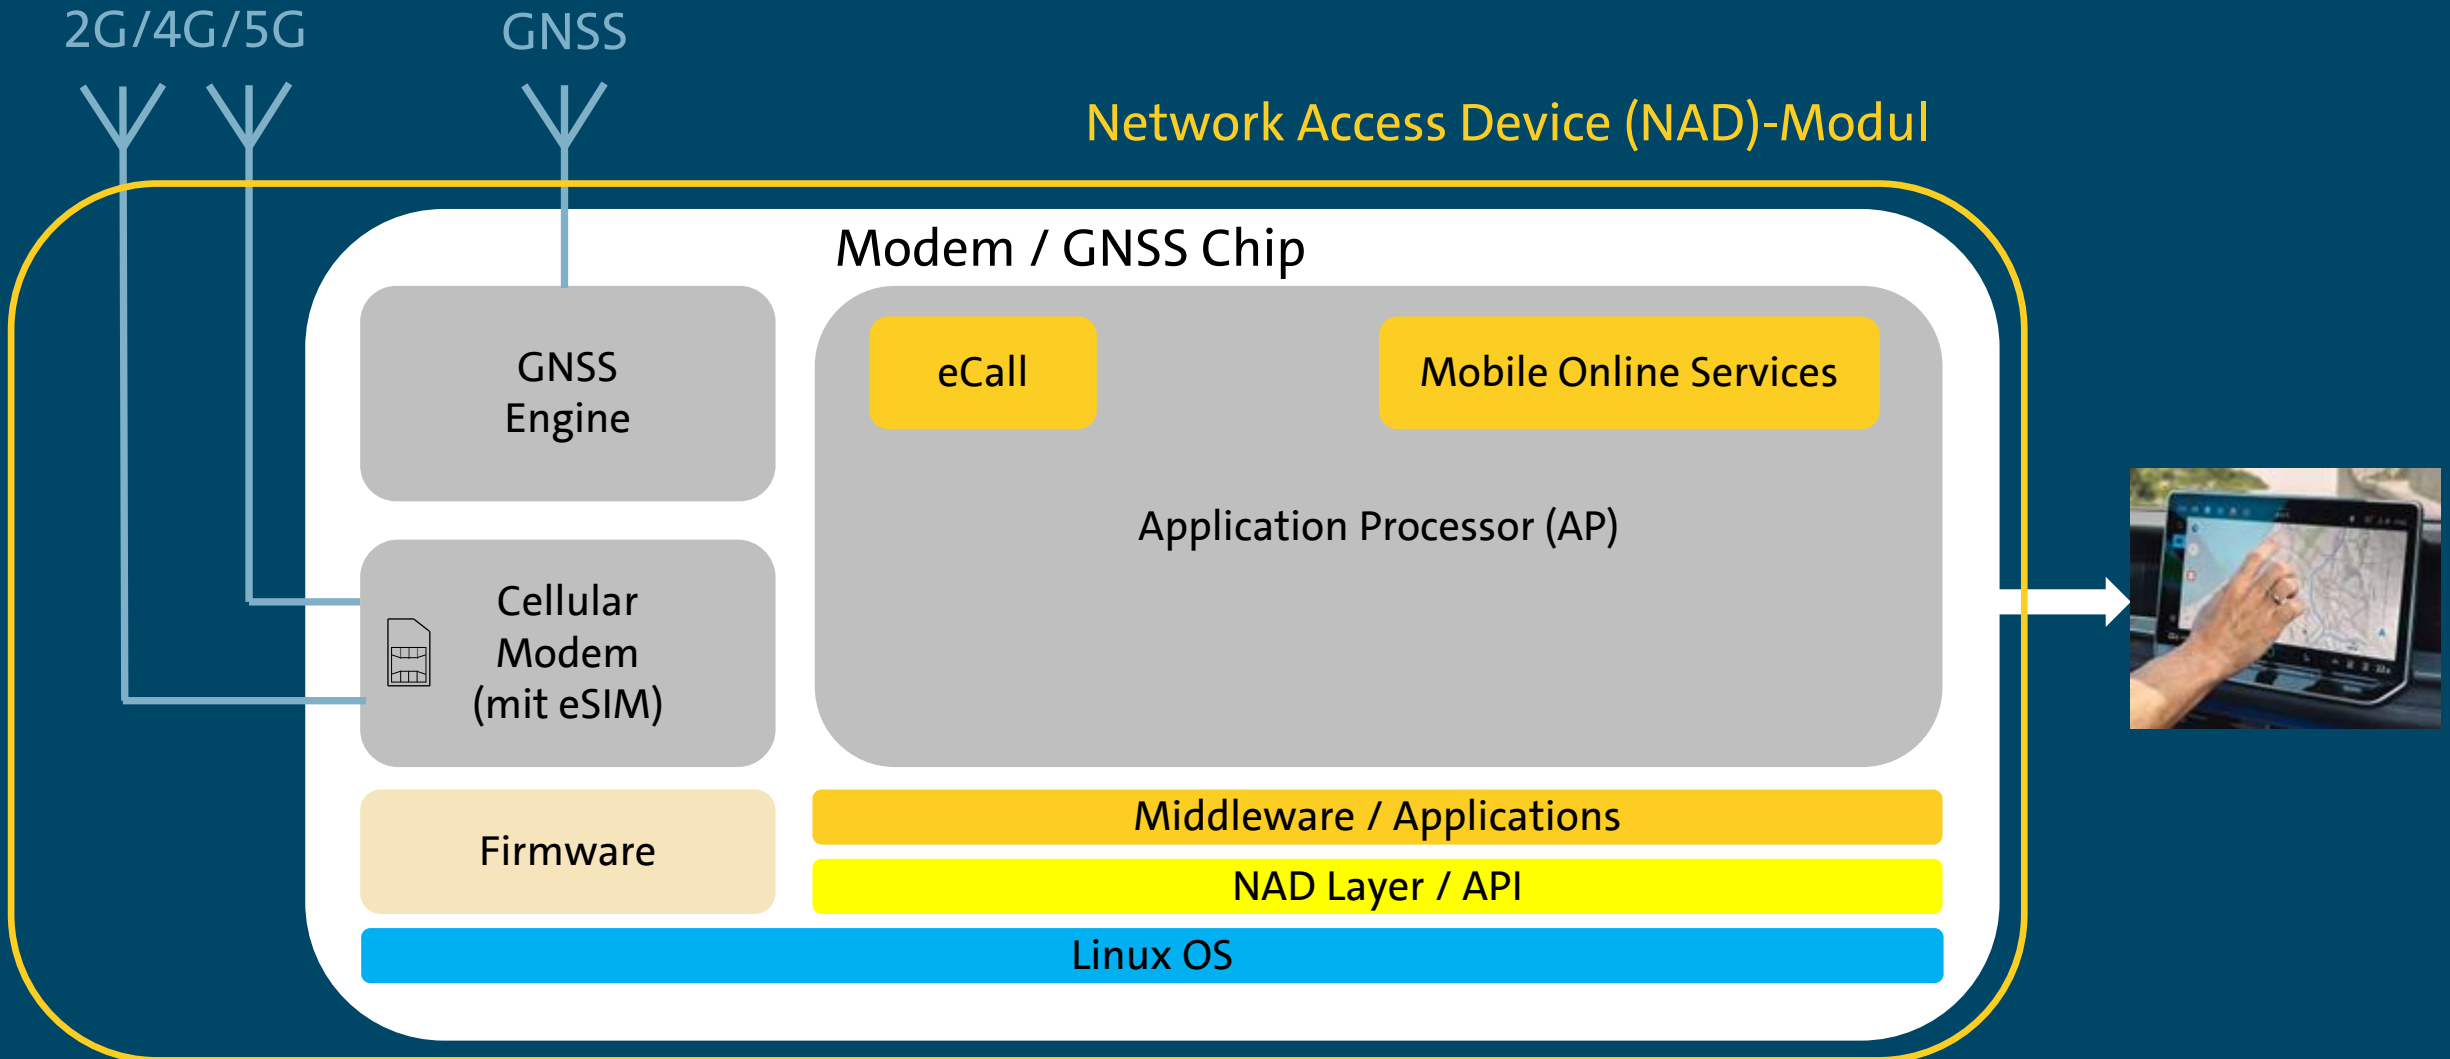 2G/4G/5G
GNSS
Network Access Device (NAD)-Modul
Modem / GNSS Chip
GNSS
Engine
eCall
Mobile Online Services
Application Processor (AP)
Cellular
Modem
(mit eSIM)
Firmware
Middleware / Applications
NAD Layer / API
Linux OS